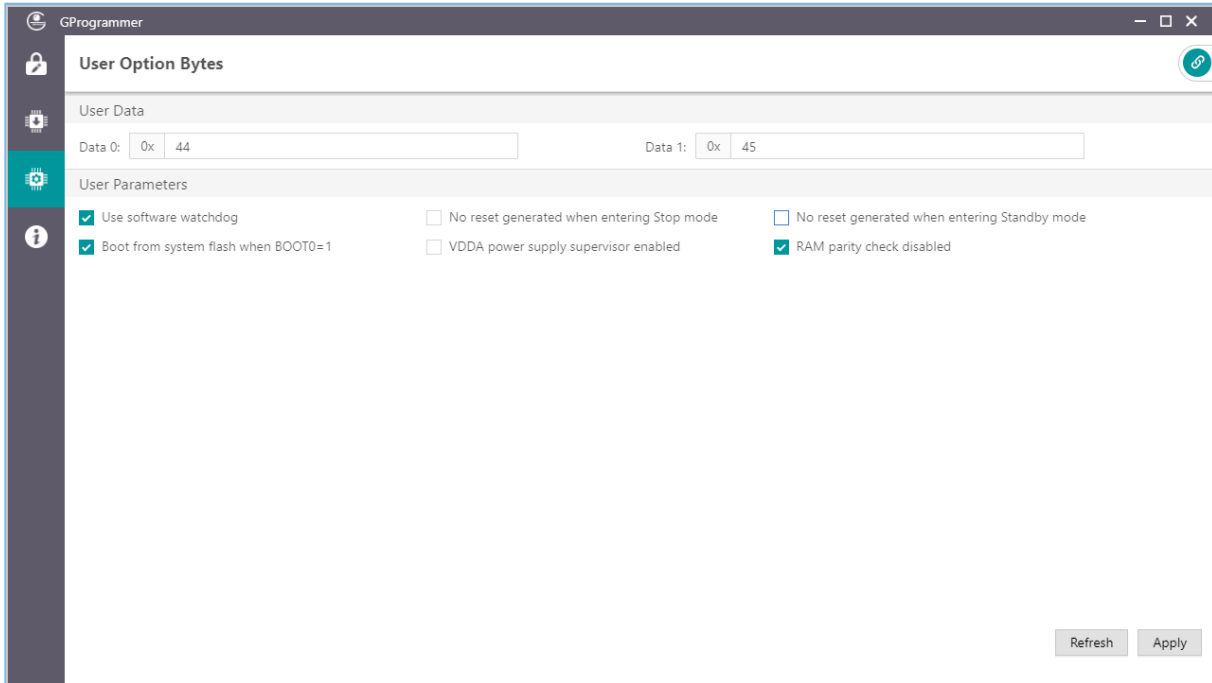 GProgrammer
User Option Bytes
User Data
Data 0: 0x 44 Data 1: 0x 45
User Parameters
Use software watchdog No reset generated when entering Stop mode No reset generated when entering Standby mode
Boot from system flash when BOOT0=1 VDDA power supply supervisor enabled RAM parity check disabled
Refresh Apply